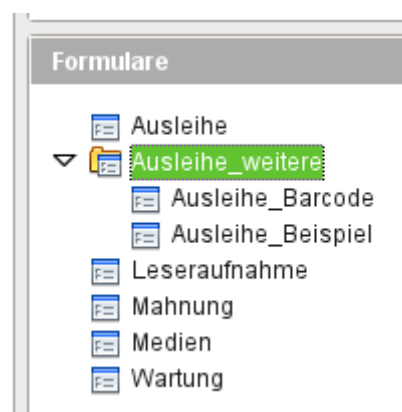 Formulare
Ausleihe
Ausleihe_weitere
Ausleihe_Barcode
Ausleihe_Beispiel
Leseraufnahme
Mahnung
Medien
Wartung